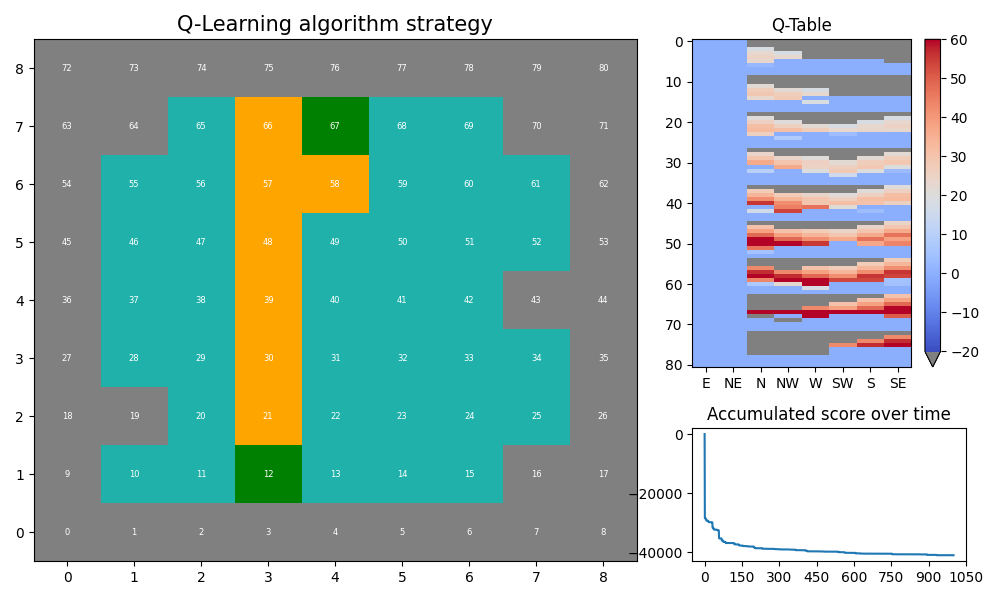 Q-Learning algorithm strategy
8 72 73 74 75 76 77 78 79 80
7 63 64 65 66 67 68 69 70 71
6 54 55 56 57 58 59 60 61 62
5 45 46 47 48 49 50 51 52 53
4 36 37 38 39 40 41 42 43 44
3 27 28 29 30 31 32 33 34 35
2 18 19 20 21 22 23 24 25 26
1 9 10 11 12 13 14 15 16 17
0 0 1 2 3 4 5 6 7 8
0 1 2 3 4 5 6 7 8
Q-Table
0
10
20
30
40
50
60
70
80
E NE N NW W SW S SE
60
50
40
30
20
10
0
−10
−20
Accumulated score over time
0
−20000
−40000
0 150 300 450 600 750 900 1050